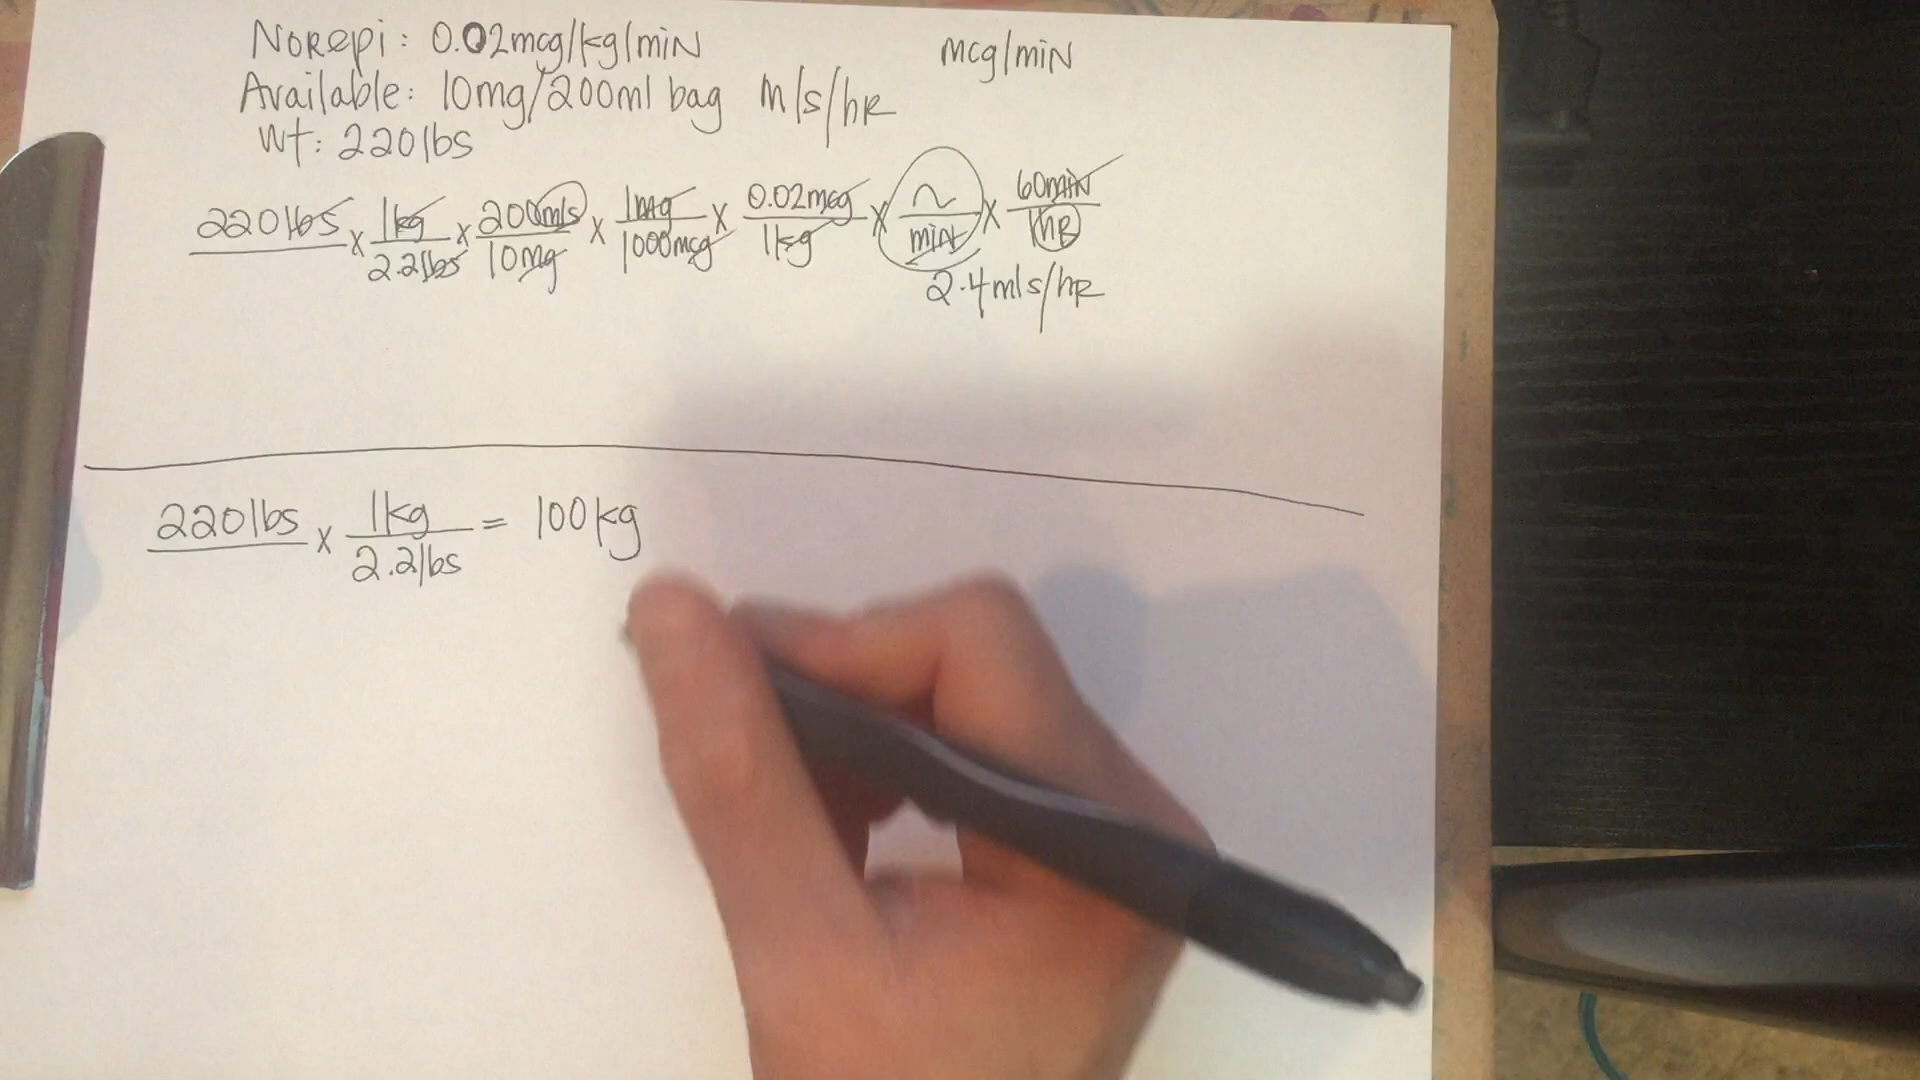 Norepi: 0.02mcg/kg/min
mcg/min
Available: 10mg/200ml bag mls/hr
Wt: 220lbs
220lbs x 1kg/2.2lbs x 200mls/10mg x 1mg/1000mcg x 0.02mcg/1kg x ~/min x 60min/1hr
2.4mls/hr
220lbs x 1kg/2.2lbs = 100kg